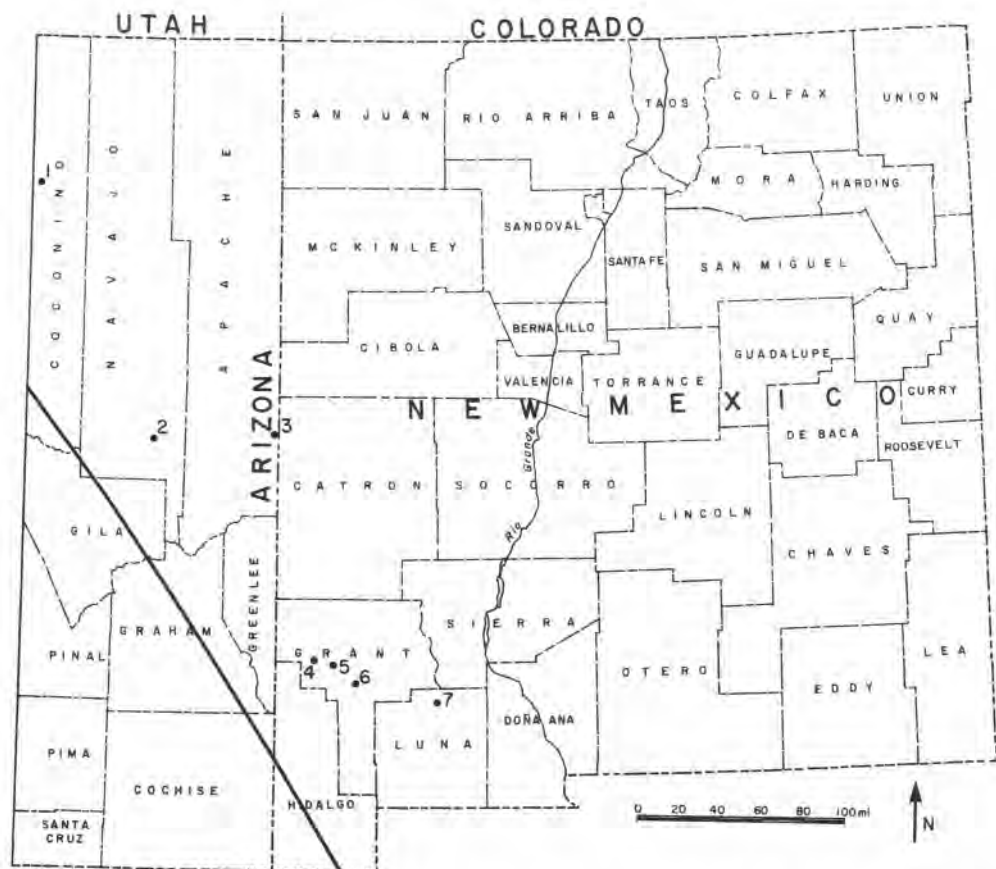 UTAH
COLORADO
SAN JUAN
RIO ARRIBA
TAOS
COLFAX
UNION
1
COCONINO
NAVAJO
APACHE
MORA
HARDING
MCKINLEY
SANDOVAL
SANTA FE
SAN MIGUEL
BERNALILLO
QUAY
CIBOLA
GUADALUPE
VALENCIA
TORRANCE
CURRY
ARIZONA
NEW MEXICO
2
3
DE BACA
ROOSEVELT
Rio Grande
CATRON
SOCORRO
LINCOLN
GILA
CHAVES
GREENLEE
GRAHAM
SIERRA
PINAL
GRANT
4
5
6
OTERO
LEA
EDDY
7
DOÑA ANA
LUNA
PIMA
COCHISE
HIDALGO
SANTA
CRUZ
0 20 40 60 80 100 mi
N